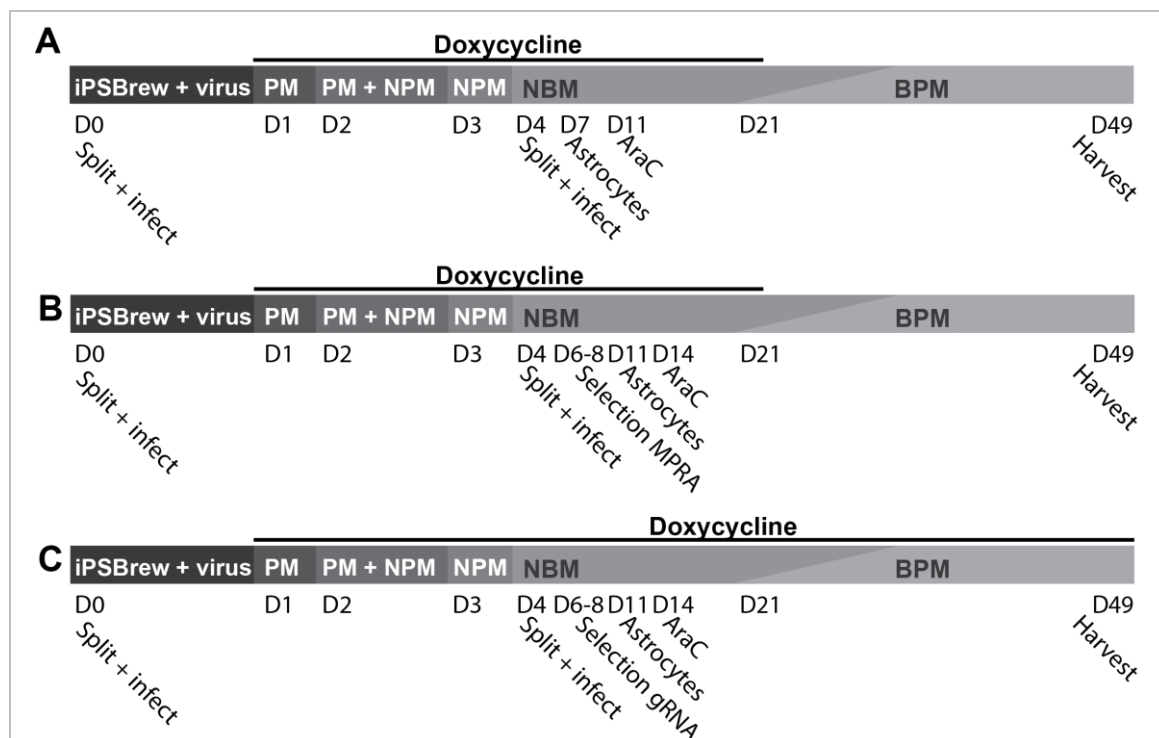 A
Doxycycline
iPSBrew + virus PM PM + NPM NPM NBM BPM
D0 D1 D2 D3 D4 D7 D11 D21 D49
Split + infect Split + infect Astrocytes AraC Harvest
B
Doxycycline
iPSBrew + virus PM PM + NPM NPM NBM BPM
D0 D1 D2 D3 D4 D6-8 D11 D14 D21 D49
Split + infect Split + infect Selection MPRA Astrocytes AraC Harvest
C
Doxycycline
iPSBrew + virus PM PM + NPM NPM NBM BPM
D0 D1 D2 D3 D4 D6-8 D11 D14 D21 D49
Split + infect Split + infect Selection gRNA Astrocytes AraC Harvest